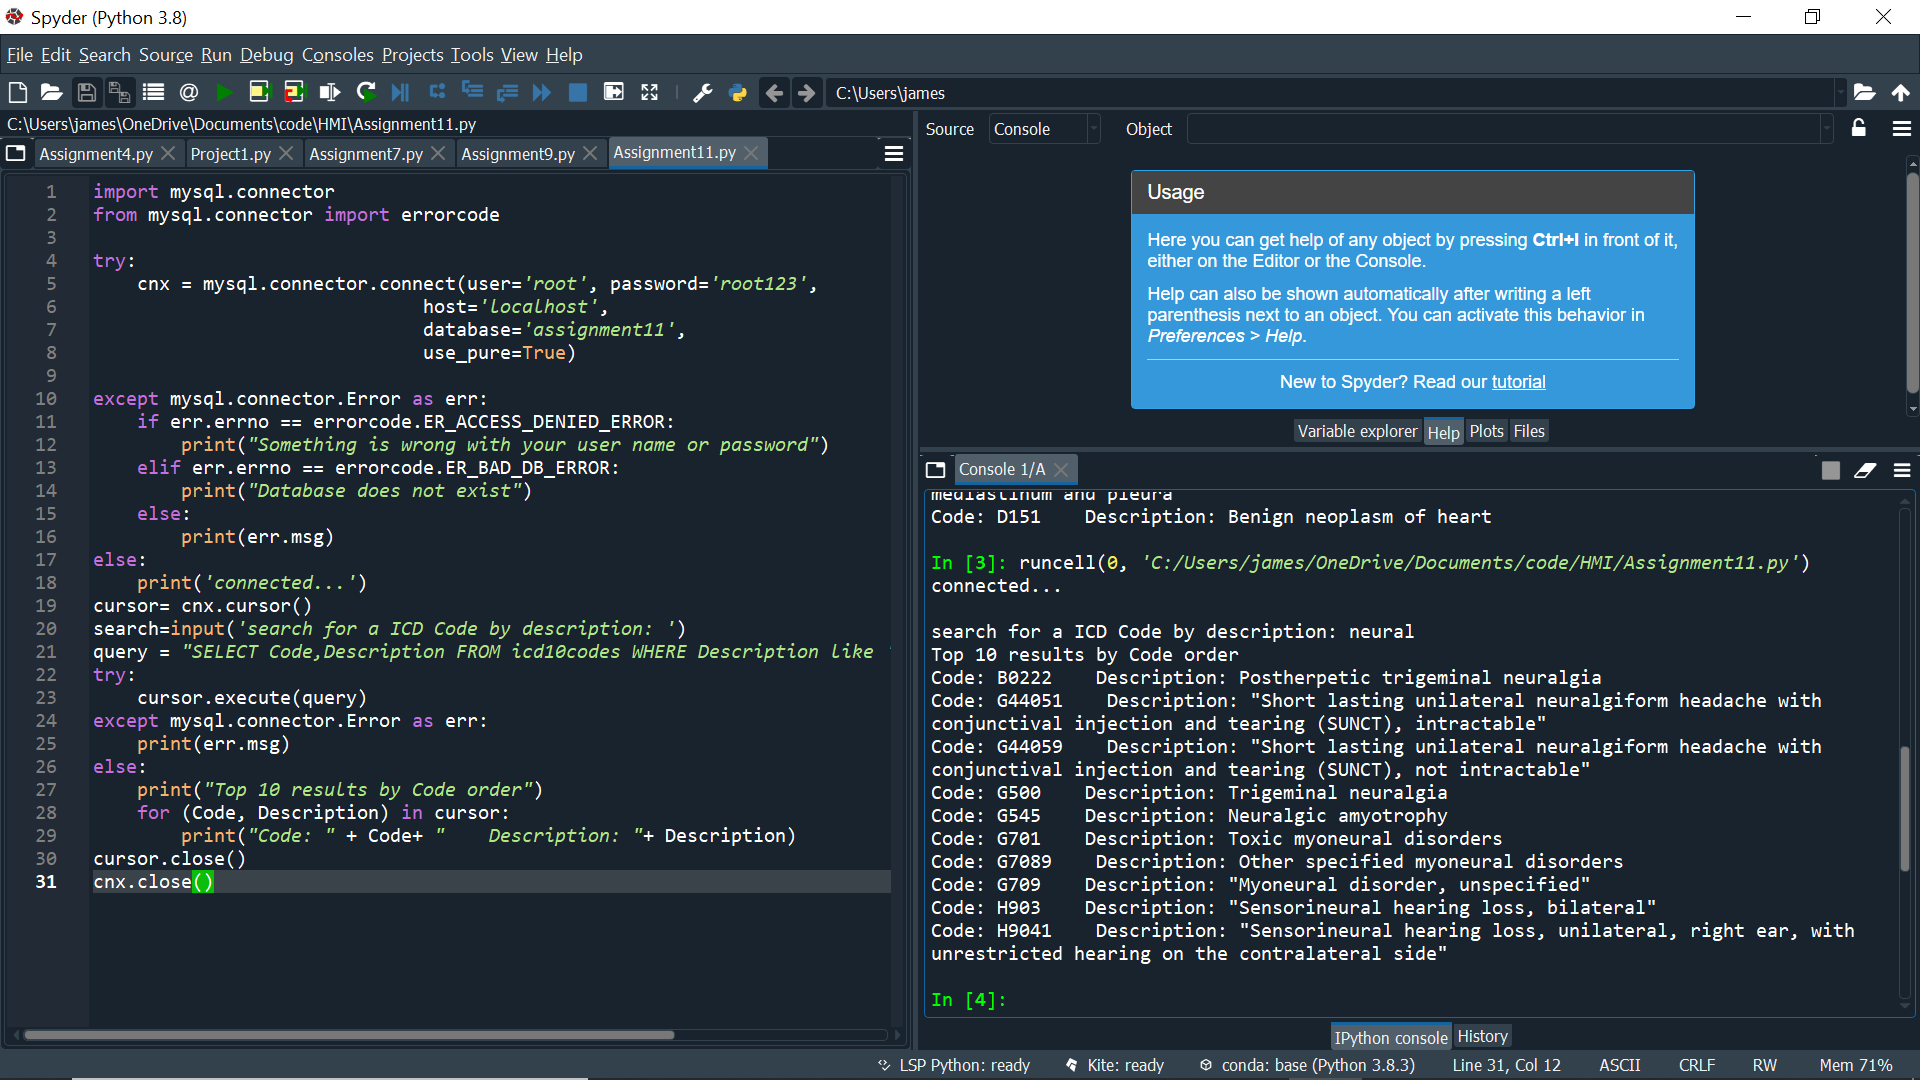 Spyder (Python 3.8)
File Edit Search Source Run Debug Consoles Projects Tools View Help
C:\Users\james
C:\Users\james\OneDrive\Documents\code\HMI\Assignment11.py
Assignment4.py Project1.py Assignment7.py Assignment9.py Assignment11.py
1 import mysql.connector
2 from mysql.connector import errorcode
3
4 try:
5 cnx = mysql.connector.connect(user='root', password='root123',
6 host='localhost',
7 database='assignment11',
8 use_pure=True)
9
10 except mysql.connector.Error as err:
11 if err.errno == errorcode.ER_ACCESS_DENIED_ERROR:
12 print("Something is wrong with your user name or password")
13 elif err.errno == errorcode.ER_BAD_DB_ERROR:
14 print("Database does not exist")
15 else:
16 print(err.msg)
17 else:
18 print('connected...')
19 cursor= cnx.cursor()
20 search=input('search for a ICD Code by description: ')
21 query = "SELECT Code,Description FROM icd10codes WHERE Description like
22 try:
23 cursor.execute(query)
24 except mysql.connector.Error as err:
25 print(err.msg)
26 else:
27 print("Top 10 results by Code order")
28 for (Code, Description) in cursor:
29 print("Code: " + Code+ "    Description: "+ Description)
30 cursor.close()
31 cnx.close()
Source Console Object
Usage
Here you can get help of any object by pressing Ctrl+I in front of it,
either on the Editor or the Console.
Help can also be shown automatically after writing a left
parenthesis next to an object. You can activate this behavior in
Preferences > Help.
New to Spyder? Read our tutorial
Variable explorer Help Plots Files
Console 1/A
mediastinum and pleura
Code: D151    Description: Benign neoplasm of heart
In [3]: runcell(0, 'C:/Users/james/OneDrive/Documents/code/HMI/Assignment11.py')
connected...
search for a ICD Code by description: neural
Top 10 results by Code order
Code: B0222    Description: Postherpetic trigeminal neuralgia
Code: G44051    Description: "Short lasting unilateral neuralgiform headache with
conjunctival injection and tearing (SUNCT), intractable"
Code: G44059    Description: "Short lasting unilateral neuralgiform headache with
conjunctival injection and tearing (SUNCT), not intractable"
Code: G500    Description: Trigeminal neuralgia
Code: G545    Description: Neuralgic amyotrophy
Code: G701    Description: Toxic myoneural disorders
Code: G7089    Description: Other specified myoneural disorders
Code: G709    Description: "Myoneural disorder, unspecified"
Code: H903    Description: "Sensorineural hearing loss, bilateral"
Code: H9041    Description: "Sensorineural hearing loss, unilateral, right ear, with
unrestricted hearing on the contralateral side"
In [4]:
IPython console History
LSP Python: ready Kite: ready conda: base (Python 3.8.3) Line 31, Col 12 ASCII CRLF RW Mem 71%